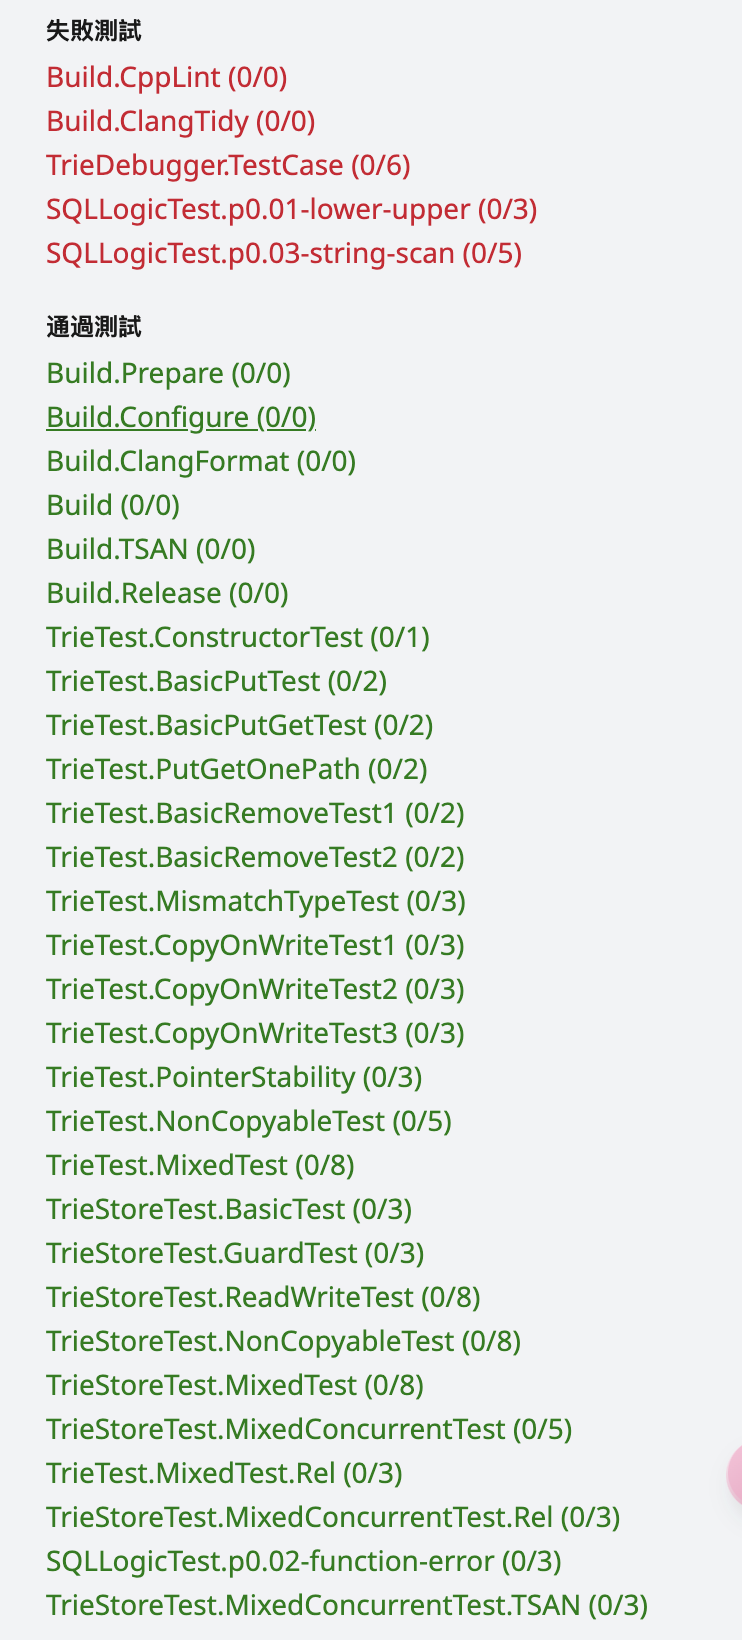 失敗測試
Build.CppLint (0/0)
Build.ClangTidy (0/0)
TrieDebugger.TestCase (0/6)
SQLLogicTest.p0.01-lower-upper (0/3)
SQLLogicTest.p0.03-string-scan (0/5)
通過測試
Build.Prepare (0/0)
Build.Configure (0/0)
Build.ClangFormat (0/0)
Build (0/0)
Build.TSAN (0/0)
Build.Release (0/0)
TrieTest.ConstructorTest (0/1)
TrieTest.BasicPutTest (0/2)
TrieTest.BasicPutGetTest (0/2)
TrieTest.PutGetOnePath (0/2)
TrieTest.BasicRemoveTest1 (0/2)
TrieTest.BasicRemoveTest2 (0/2)
TrieTest.MismatchTypeTest (0/3)
TrieTest.CopyOnWriteTest1 (0/3)
TrieTest.CopyOnWriteTest2 (0/3)
TrieTest.CopyOnWriteTest3 (0/3)
TrieTest.PointerStability (0/3)
TrieTest.NonCopyableTest (0/5)
TrieTest.MixedTest (0/8)
TrieStoreTest.BasicTest (0/3)
TrieStoreTest.GuardTest (0/3)
TrieStoreTest.ReadWriteTest (0/8)
TrieStoreTest.NonCopyableTest (0/8)
TrieStoreTest.MixedTest (0/8)
TrieStoreTest.MixedConcurrentTest (0/5)
TrieTest.MixedTest.Rel (0/3)
TrieStoreTest.MixedConcurrentTest.Rel (0/3)
SQLLogicTest.p0.02-function-error (0/3)
TrieStoreTest.MixedConcurrentTest.TSAN (0/3)